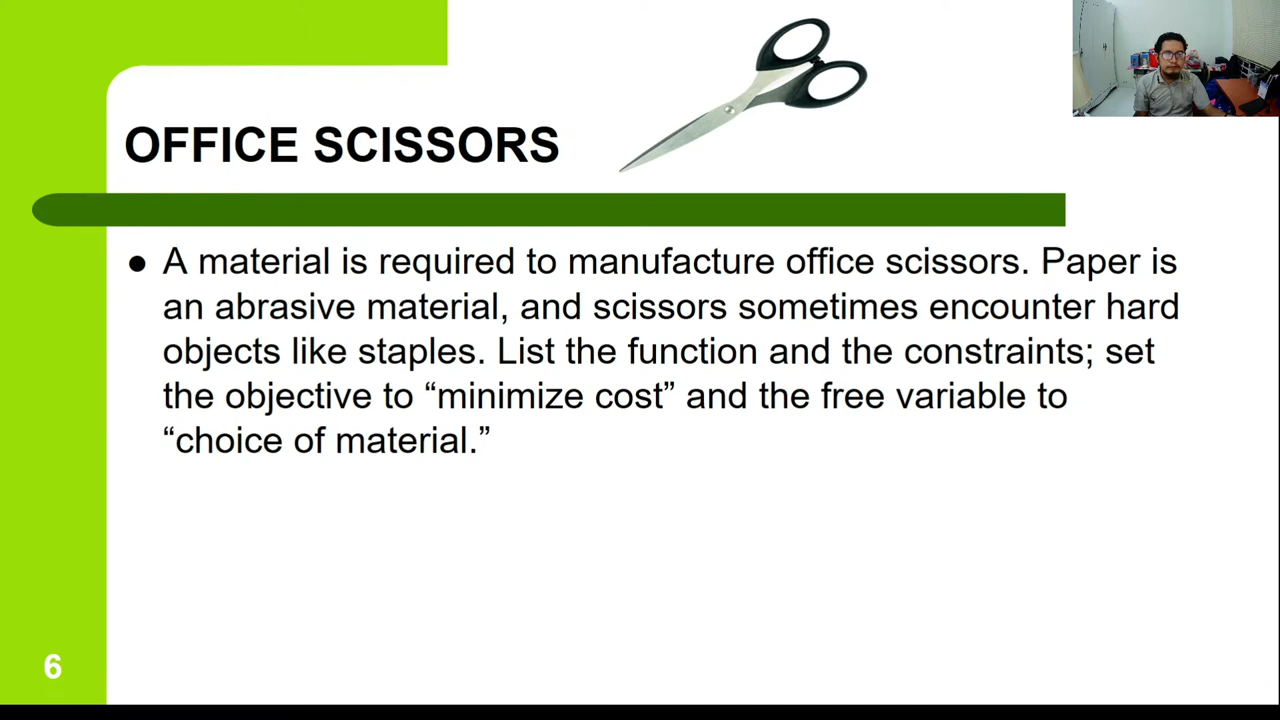 OFFICE SCISSORS
● A material is required to manufacture office scissors. Paper is
an abrasive material, and scissors sometimes encounter hard
objects like staples. List the function and the constraints; set
the objective to “minimize cost” and the free variable to
“choice of material.”
6